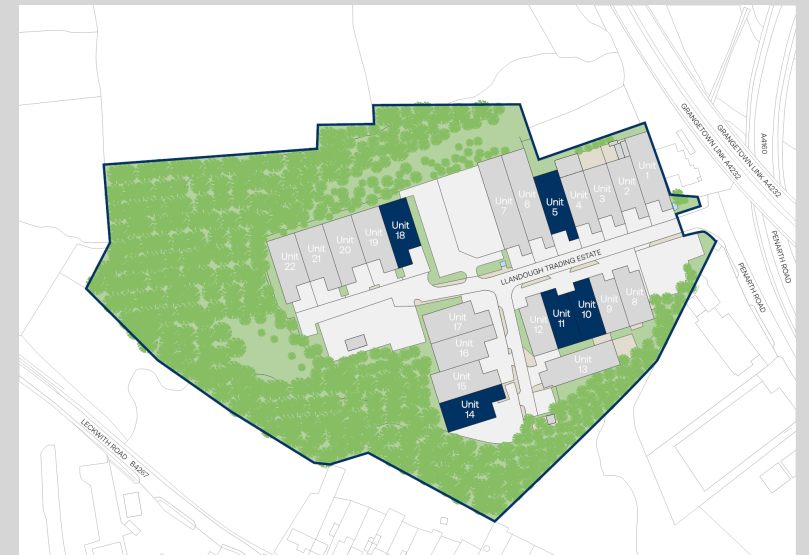 GRANGETOWN LINK A4232
GRANGETOWN LINK A4232
A4160
PENARTH ROAD
PENARTH ROAD
Unit
1
Unit
2
Unit
3
Unit
4
Unit
5
Unit
6
Unit
7
Unit
18
Unit
19
Unit
20
Unit
21
Unit
22
LLANDOUGH TRADING ESTATE
Unit
8
Unit
9
Unit
10
Unit
11
Unit
12
Unit
13
Unit
17
Unit
16
Unit
15
Unit
14
LECKWITH ROAD B4267